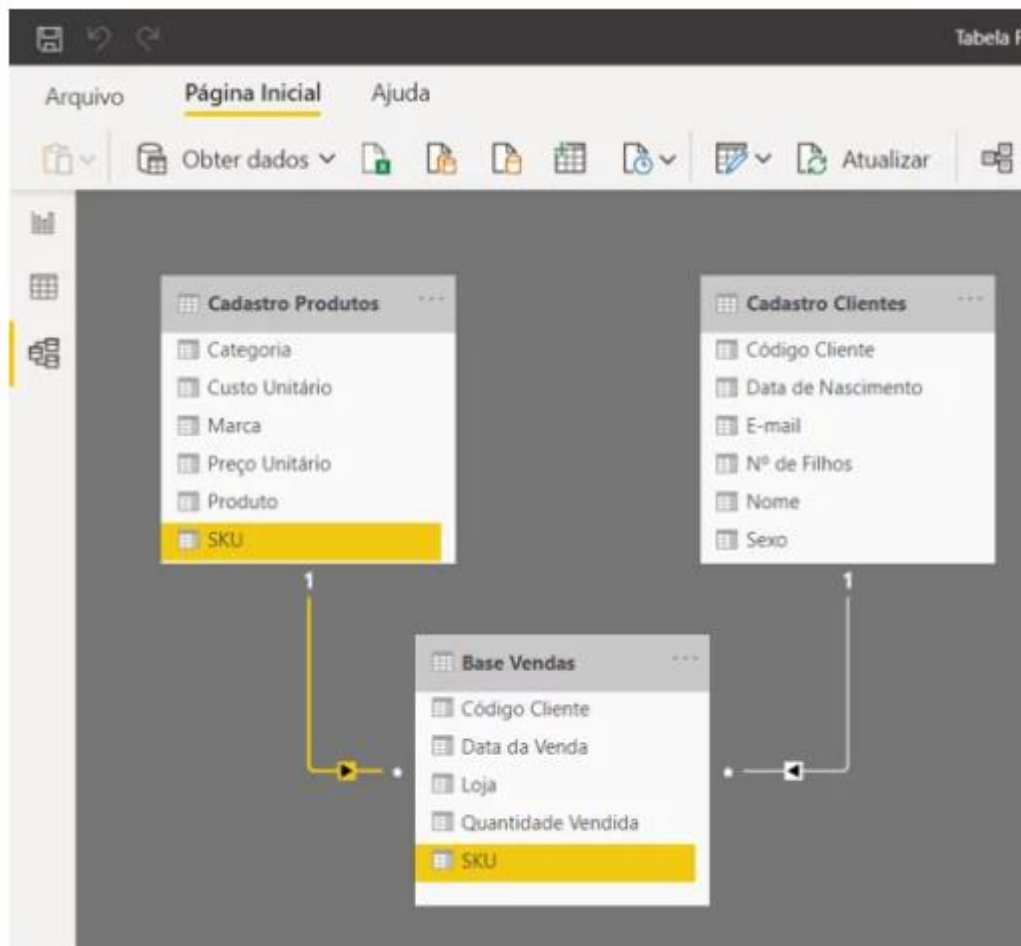 Tabela
Arquivo Página Inicial Ajuda
Obter dados Atualizar
Cadastro Produtos
Categoria
Custo Unitário
Marca
Preço Unitário
Produto
SKU
1
Cadastro Clientes
Código Cliente
Data de Nascimento
E-mail
Nº de Filhos
Nome
Sexo
1
Base Vendas
Código Cliente
Data da Venda
Loja
Quantidade Vendida
SKU